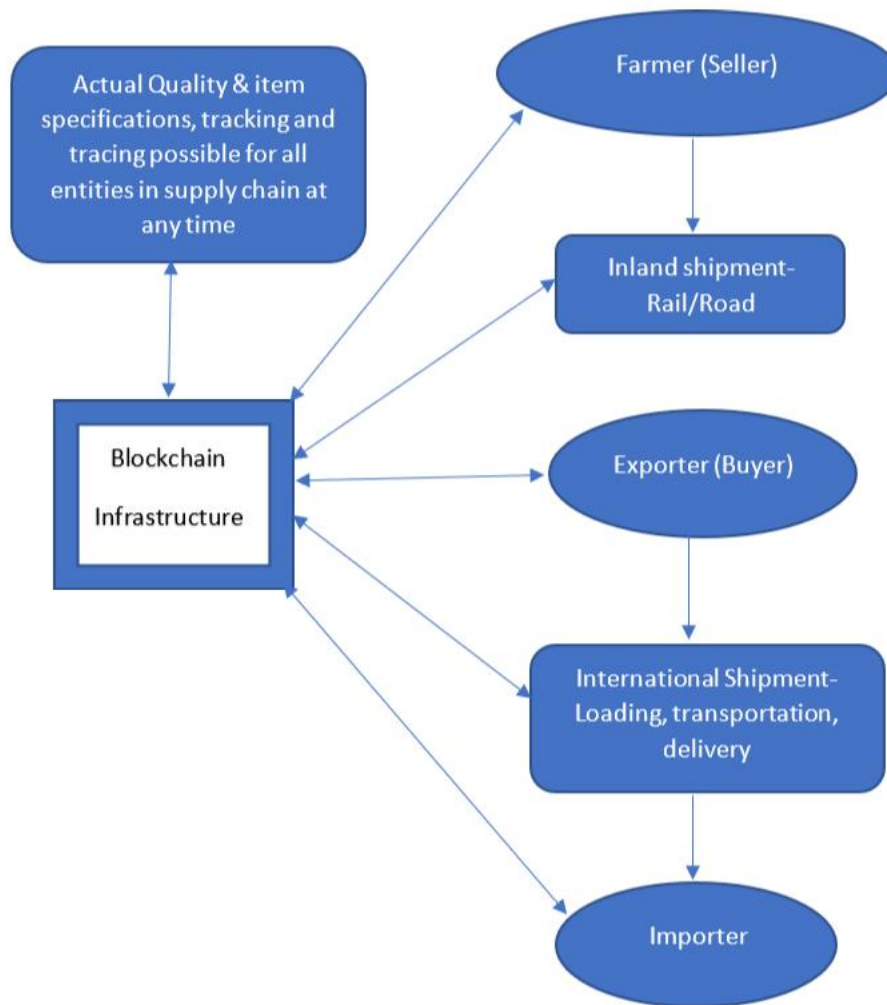 Actual Quality & item
specifications, tracking and
tracing possible for all
entities in supply chain at
any time
Farmer (Seller)
Inland shipment-
Rail/Road
Blockchain
Infrastructure
Exporter (Buyer)
International Shipment-
Loading, transportation,
delivery
Importer